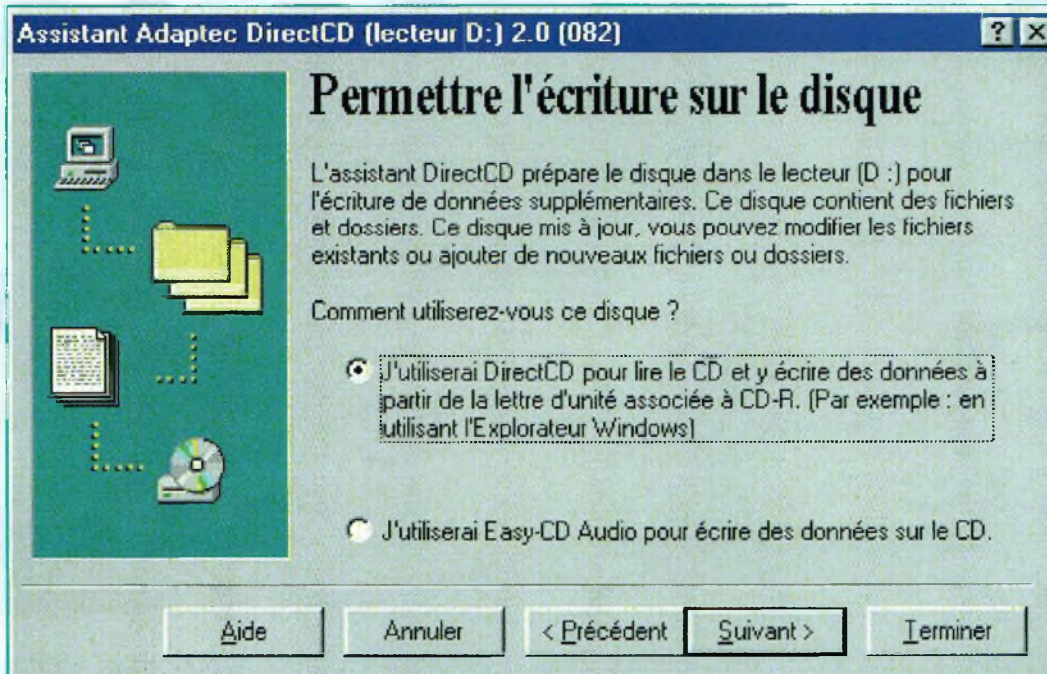 Assistant Adaptec DirectCD (lecteur D:) 2.0 (082)
Permettre l'écriture sur le disque
L'assistant DirectCD prépare le disque dans le lecteur (D :) pour
l'écriture de données supplémentaires. Ce disque contient des fichiers
et dossiers. Ce disque mis à jour, vous pouvez modifier les fichiers
existants ou ajouter de nouveaux fichiers ou dossiers.
Comment utiliserez-vous ce disque ?
J'utiliserai DirectCD pour lire le CD et y écrire des données à
partir de la lettre d'unité associée à CD-R. (Par exemple : en
utilisant l'Explorateur Windows)
J'utiliserai Easy-CD Audio pour écrire des données sur le CD.
Aide Annuler < Précédent Suivant > Terminer